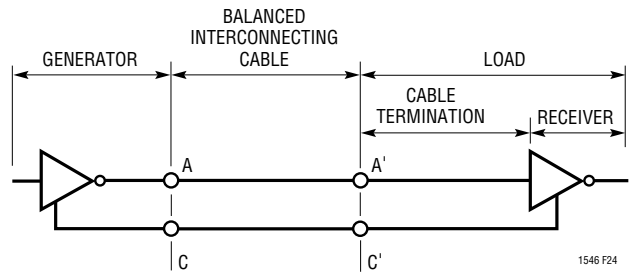 BALANCED
INTERCONNECTING
CABLE
GENERATOR
LOAD
CABLE
TERMINATION
RECEIVER
A
A'
C
C'
1546 F24